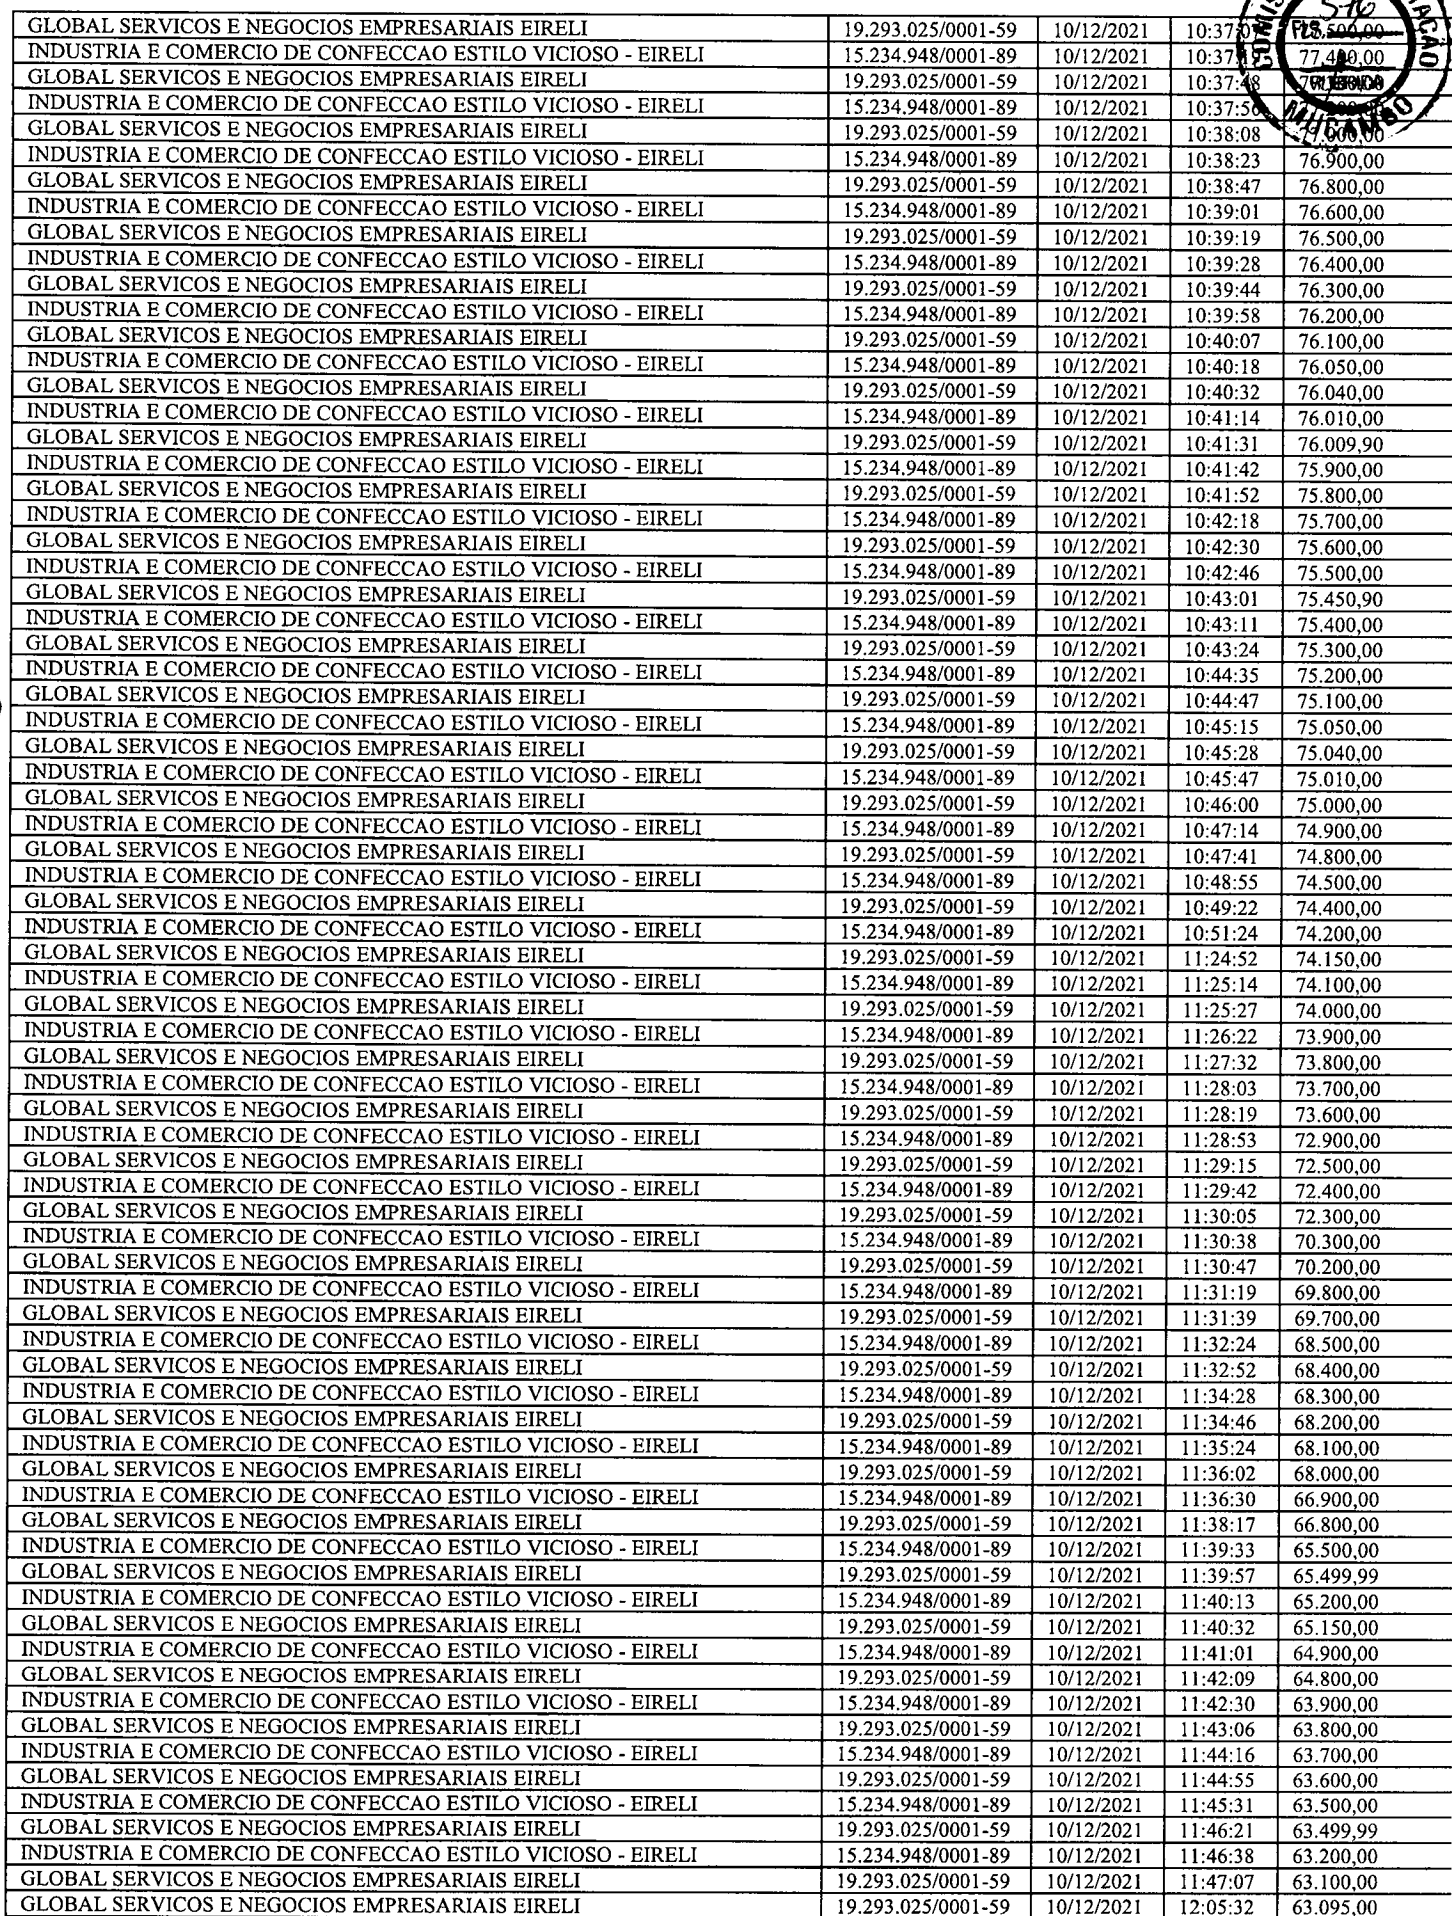 GLOBAL SERVICOS E NEGOCIOS EMPRESARIAIS EIRELI 19.293.025/0001-59 10/12/2021 10:37:07 .500,00
INDUSTRIA E COMERCIO DE CONFECCAO ESTILO VICIOSO - EIRELI 15.234.948/0001-89 10/12/2021 10:37: 77.400,00
GLOBAL SERVICOS E NEGOCIOS EMPRESARIAIS EIRELI 19.293.025/0001-59 10/12/2021 10:37:48
INDUSTRIA E COMERCIO DE CONFECCAO ESTILO VICIOSO - EIRELI 15.234.948/0001-89 10/12/2021 10:37:56
GLOBAL SERVICOS E NEGOCIOS EMPRESARIAIS EIRELI 19.293.025/0001-59 10/12/2021 10:38:08 000,00
INDUSTRIA E COMERCIO DE CONFECCAO ESTILO VICIOSO - EIRELI 15.234.948/0001-89 10/12/2021 10:38:23 76.900,00
GLOBAL SERVICOS E NEGOCIOS EMPRESARIAIS EIRELI 19.293.025/0001-59 10/12/2021 10:38:47 76.800,00
INDUSTRIA E COMERCIO DE CONFECCAO ESTILO VICIOSO - EIRELI 15.234.948/0001-89 10/12/2021 10:39:01 76.600,00
GLOBAL SERVICOS E NEGOCIOS EMPRESARIAIS EIRELI 19.293.025/0001-59 10/12/2021 10:39:19 76.500,00
INDUSTRIA E COMERCIO DE CONFECCAO ESTILO VICIOSO - EIRELI 15.234.948/0001-89 10/12/2021 10:39:28 76.400,00
GLOBAL SERVICOS E NEGOCIOS EMPRESARIAIS EIRELI 19.293.025/0001-59 10/12/2021 10:39:44 76.300,00
INDUSTRIA E COMERCIO DE CONFECCAO ESTILO VICIOSO - EIRELI 15.234.948/0001-89 10/12/2021 10:39:58 76.200,00
GLOBAL SERVICOS E NEGOCIOS EMPRESARIAIS EIRELI 19.293.025/0001-59 10/12/2021 10:40:07 76.100,00
INDUSTRIA E COMERCIO DE CONFECCAO ESTILO VICIOSO - EIRELI 15.234.948/0001-89 10/12/2021 10:40:18 76.050,00
GLOBAL SERVICOS E NEGOCIOS EMPRESARIAIS EIRELI 19.293.025/0001-59 10/12/2021 10:40:32 76.040,00
INDUSTRIA E COMERCIO DE CONFECCAO ESTILO VICIOSO - EIRELI 15.234.948/0001-89 10/12/2021 10:41:14 76.010,00
GLOBAL SERVICOS E NEGOCIOS EMPRESARIAIS EIRELI 19.293.025/0001-59 10/12/2021 10:41:31 76.009,90
INDUSTRIA E COMERCIO DE CONFECCAO ESTILO VICIOSO - EIRELI 15.234.948/0001-89 10/12/2021 10:41:42 75.900,00
GLOBAL SERVICOS E NEGOCIOS EMPRESARIAIS EIRELI 19.293.025/0001-59 10/12/2021 10:41:52 75.800,00
INDUSTRIA E COMERCIO DE CONFECCAO ESTILO VICIOSO - EIRELI 15.234.948/0001-89 10/12/2021 10:42:18 75.700,00
GLOBAL SERVICOS E NEGOCIOS EMPRESARIAIS EIRELI 19.293.025/0001-59 10/12/2021 10:42:30 75.600,00
INDUSTRIA E COMERCIO DE CONFECCAO ESTILO VICIOSO - EIRELI 15.234.948/0001-89 10/12/2021 10:42:46 75.500,00
GLOBAL SERVICOS E NEGOCIOS EMPRESARIAIS EIRELI 19.293.025/0001-59 10/12/2021 10:43:01 75.450,90
INDUSTRIA E COMERCIO DE CONFECCAO ESTILO VICIOSO - EIRELI 15.234.948/0001-89 10/12/2021 10:43:11 75.400,00
GLOBAL SERVICOS E NEGOCIOS EMPRESARIAIS EIRELI 19.293.025/0001-59 10/12/2021 10:43:24 75.300,00
INDUSTRIA E COMERCIO DE CONFECCAO ESTILO VICIOSO - EIRELI 15.234.948/0001-89 10/12/2021 10:44:35 75.200,00
GLOBAL SERVICOS E NEGOCIOS EMPRESARIAIS EIRELI 19.293.025/0001-59 10/12/2021 10:44:47 75.100,00
INDUSTRIA E COMERCIO DE CONFECCAO ESTILO VICIOSO - EIRELI 15.234.948/0001-89 10/12/2021 10:45:15 75.050,00
GLOBAL SERVICOS E NEGOCIOS EMPRESARIAIS EIRELI 19.293.025/0001-59 10/12/2021 10:45:28 75.040,00
INDUSTRIA E COMERCIO DE CONFECCAO ESTILO VICIOSO - EIRELI 15.234.948/0001-89 10/12/2021 10:45:47 75.010,00
GLOBAL SERVICOS E NEGOCIOS EMPRESARIAIS EIRELI 19.293.025/0001-59 10/12/2021 10:46:00 75.000,00
INDUSTRIA E COMERCIO DE CONFECCAO ESTILO VICIOSO - EIRELI 15.234.948/0001-89 10/12/2021 10:47:14 74.900,00
GLOBAL SERVICOS E NEGOCIOS EMPRESARIAIS EIRELI 19.293.025/0001-59 10/12/2021 10:47:41 74.800,00
INDUSTRIA E COMERCIO DE CONFECCAO ESTILO VICIOSO - EIRELI 15.234.948/0001-89 10/12/2021 10:48:55 74.500,00
GLOBAL SERVICOS E NEGOCIOS EMPRESARIAIS EIRELI 19.293.025/0001-59 10/12/2021 10:49:22 74.400,00
INDUSTRIA E COMERCIO DE CONFECCAO ESTILO VICIOSO - EIRELI 15.234.948/0001-89 10/12/2021 10:51:24 74.200,00
GLOBAL SERVICOS E NEGOCIOS EMPRESARIAIS EIRELI 19.293.025/0001-59 10/12/2021 11:24:52 74.150,00
INDUSTRIA E COMERCIO DE CONFECCAO ESTILO VICIOSO - EIRELI 15.234.948/0001-89 10/12/2021 11:25:14 74.100,00
GLOBAL SERVICOS E NEGOCIOS EMPRESARIAIS EIRELI 19.293.025/0001-59 10/12/2021 11:25:27 74.000,00
INDUSTRIA E COMERCIO DE CONFECCAO ESTILO VICIOSO - EIRELI 15.234.948/0001-89 10/12/2021 11:26:22 73.900,00
GLOBAL SERVICOS E NEGOCIOS EMPRESARIAIS EIRELI 19.293.025/0001-59 10/12/2021 11:27:32 73.800,00
INDUSTRIA E COMERCIO DE CONFECCAO ESTILO VICIOSO - EIRELI 15.234.948/0001-89 10/12/2021 11:28:03 73.700,00
GLOBAL SERVICOS E NEGOCIOS EMPRESARIAIS EIRELI 19.293.025/0001-59 10/12/2021 11:28:19 73.600,00
INDUSTRIA E COMERCIO DE CONFECCAO ESTILO VICIOSO - EIRELI 15.234.948/0001-89 10/12/2021 11:28:53 72.900,00
GLOBAL SERVICOS E NEGOCIOS EMPRESARIAIS EIRELI 19.293.025/0001-59 10/12/2021 11:29:15 72.500,00
INDUSTRIA E COMERCIO DE CONFECCAO ESTILO VICIOSO - EIRELI 15.234.948/0001-89 10/12/2021 11:29:42 72.400,00
GLOBAL SERVICOS E NEGOCIOS EMPRESARIAIS EIRELI 19.293.025/0001-59 10/12/2021 11:30:05 72.300,00
INDUSTRIA E COMERCIO DE CONFECCAO ESTILO VICIOSO - EIRELI 15.234.948/0001-89 10/12/2021 11:30:38 70.300,00
GLOBAL SERVICOS E NEGOCIOS EMPRESARIAIS EIRELI 19.293.025/0001-59 10/12/2021 11:30:47 70.200,00
INDUSTRIA E COMERCIO DE CONFECCAO ESTILO VICIOSO - EIRELI 15.234.948/0001-89 10/12/2021 11:31:19 69.800,00
GLOBAL SERVICOS E NEGOCIOS EMPRESARIAIS EIRELI 19.293.025/0001-59 10/12/2021 11:31:39 69.700,00
INDUSTRIA E COMERCIO DE CONFECCAO ESTILO VICIOSO - EIRELI 15.234.948/0001-89 10/12/2021 11:32:24 68.500,00
GLOBAL SERVICOS E NEGOCIOS EMPRESARIAIS EIRELI 19.293.025/0001-59 10/12/2021 11:32:52 68.400,00
INDUSTRIA E COMERCIO DE CONFECCAO ESTILO VICIOSO - EIRELI 15.234.948/0001-89 10/12/2021 11:34:28 68.300,00
GLOBAL SERVICOS E NEGOCIOS EMPRESARIAIS EIRELI 19.293.025/0001-59 10/12/2021 11:34:46 68.200,00
INDUSTRIA E COMERCIO DE CONFECCAO ESTILO VICIOSO - EIRELI 15.234.948/0001-89 10/12/2021 11:35:24 68.100,00
GLOBAL SERVICOS E NEGOCIOS EMPRESARIAIS EIRELI 19.293.025/0001-59 10/12/2021 11:36:02 68.000,00
INDUSTRIA E COMERCIO DE CONFECCAO ESTILO VICIOSO - EIRELI 15.234.948/0001-89 10/12/2021 11:36:30 66.900,00
GLOBAL SERVICOS E NEGOCIOS EMPRESARIAIS EIRELI 19.293.025/0001-59 10/12/2021 11:38:17 66.800,00
INDUSTRIA E COMERCIO DE CONFECCAO ESTILO VICIOSO - EIRELI 15.234.948/0001-89 10/12/2021 11:39:33 65.500,00
GLOBAL SERVICOS E NEGOCIOS EMPRESARIAIS EIRELI 19.293.025/0001-59 10/12/2021 11:39:57 65.499,99
INDUSTRIA E COMERCIO DE CONFECCAO ESTILO VICIOSO - EIRELI 15.234.948/0001-89 10/12/2021 11:40:13 65.200,00
GLOBAL SERVICOS E NEGOCIOS EMPRESARIAIS EIRELI 19.293.025/0001-59 10/12/2021 11:40:32 65.150,00
INDUSTRIA E COMERCIO DE CONFECCAO ESTILO VICIOSO - EIRELI 15.234.948/0001-89 10/12/2021 11:41:01 64.900,00
GLOBAL SERVICOS E NEGOCIOS EMPRESARIAIS EIRELI 19.293.025/0001-59 10/12/2021 11:42:09 64.800,00
INDUSTRIA E COMERCIO DE CONFECCAO ESTILO VICIOSO - EIRELI 15.234.948/0001-89 10/12/2021 11:42:30 63.900,00
GLOBAL SERVICOS E NEGOCIOS EMPRESARIAIS EIRELI 19.293.025/0001-59 10/12/2021 11:43:06 63.800,00
INDUSTRIA E COMERCIO DE CONFECCAO ESTILO VICIOSO - EIRELI 15.234.948/0001-89 10/12/2021 11:44:16 63.700,00
GLOBAL SERVICOS E NEGOCIOS EMPRESARIAIS EIRELI 19.293.025/0001-59 10/12/2021 11:44:55 63.600,00
INDUSTRIA E COMERCIO DE CONFECCAO ESTILO VICIOSO - EIRELI 15.234.948/0001-89 10/12/2021 11:45:31 63.500,00
GLOBAL SERVICOS E NEGOCIOS EMPRESARIAIS EIRELI 19.293.025/0001-59 10/12/2021 11:46:21 63.499,99
INDUSTRIA E COMERCIO DE CONFECCAO ESTILO VICIOSO - EIRELI 15.234.948/0001-89 10/12/2021 11:46:38 63.200,00
GLOBAL SERVICOS E NEGOCIOS EMPRESARIAIS EIRELI 19.293.025/0001-59 10/12/2021 11:47:07 63.100,00
GLOBAL SERVICOS E NEGOCIOS EMPRESARIAIS EIRELI 19.293.025/0001-59 10/12/2021 12:05:32 63.095,00
FLS.
MUCAMBO